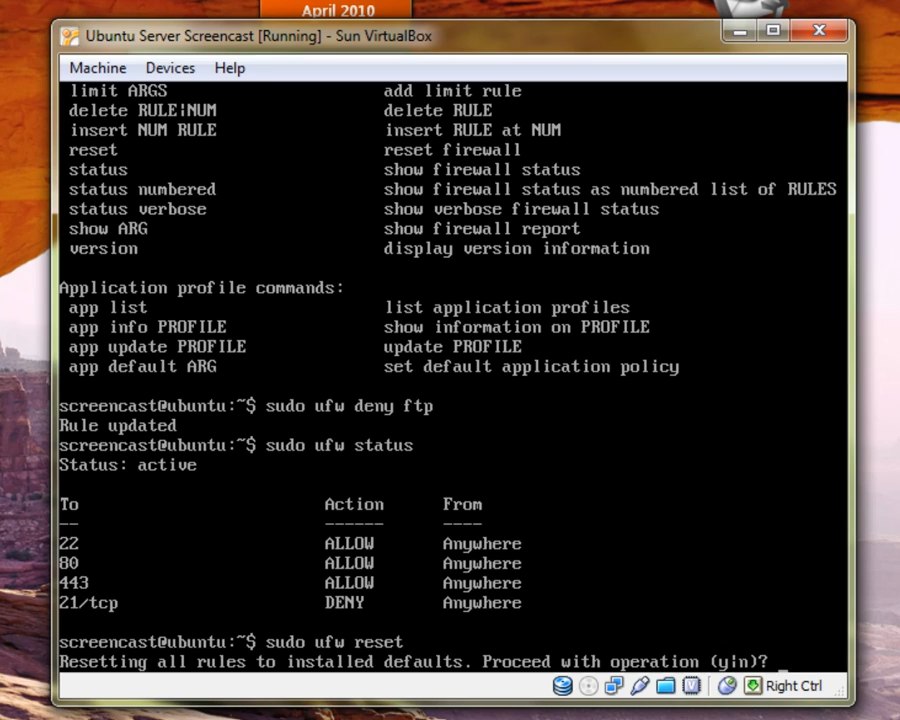 April 2010
Ubuntu Server Screencast [Running] - Sun VirtualBox
Machine Devices Help
limit ARGS add limit rule
delete RULE¦NUM delete RULE
insert NUM RULE insert RULE at NUM
reset reset firewall
status show firewall status
status numbered show firewall status as numbered list of RULES
status verbose show verbose firewall status
show ARG show firewall report
version display version information
Application profile commands:
app list list application profiles
app info PROFILE show information on PROFILE
app update PROFILE update PROFILE
app default ARG set default application policy
screencast@ubuntu:~$ sudo ufw deny ftp
Rule updated
screencast@ubuntu:~$ sudo ufw status
Status: active
To Action From
-- ------ ----
22 ALLOW Anywhere
80 ALLOW Anywhere
443 ALLOW Anywhere
21/tcp DENY Anywhere
screencast@ubuntu:~$ sudo ufw reset
Resetting all rules to installed defaults. Proceed with operation (y¦n)? _
Right Ctrl